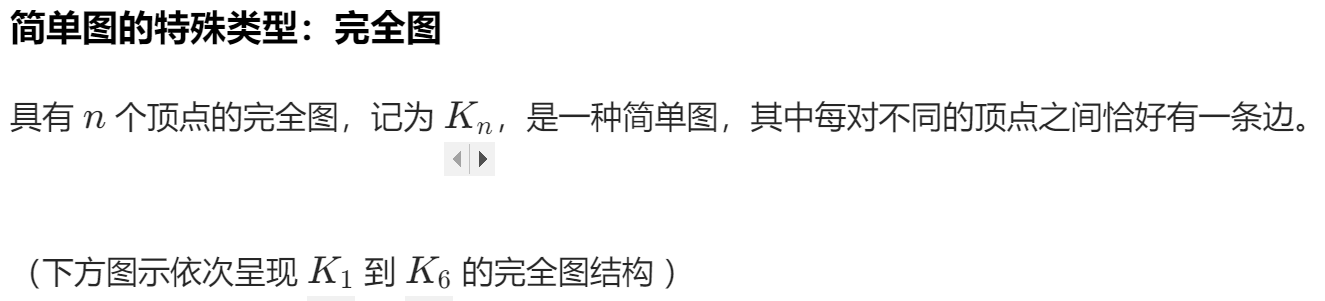 简单图的特殊类型：完全图
具有 n 个顶点的完全图，记为 Kₙ，是一种简单图，其中每对不同的顶点之间恰好有一条边。
（下方图示依次呈现 K₁ 到 K₆ 的完全图结构 ）